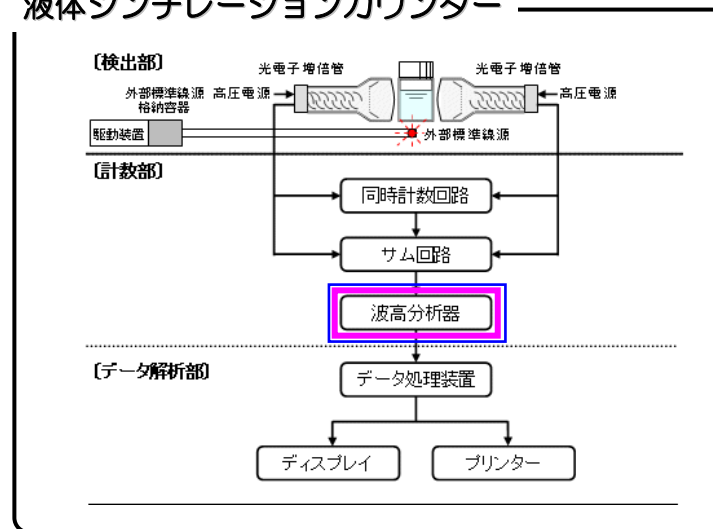 液体シンチレーションカウンター
〔検出部〕
光電子増倍管
光電子増倍管
外部標準線源
格納容器
高圧電源
高圧電源
駆動装置
外部標準線源
〔計数部〕
同時計数回路
サム回路
波高分析器
〔データ解析部〕
データ処理装置
ディスプレイ
プリンター